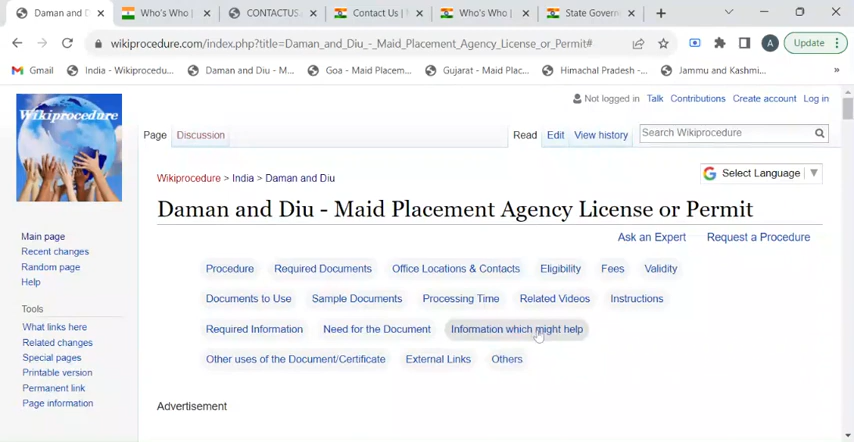 Daman and D
Who's Who |
CONTACTUS
Contact Us | N
Who's Who |
State Govern
wikiprocedure.com/index.php?title=Daman_and_Diu_-_Maid_Placement_Agency_License_or_Permit#
A
Update
Gmail
India - Wikiprocedu...
Daman and Diu - M...
Goa - Maid Placem...
Gujarat - Maid Plac...
Himachal Pradesh -...
Jammu and Kashmi...
»
Wikiprocedure
Not logged in Talk Contributions Create account Log in
Page Discussion Read Edit View history Search Wikiprocedure
Wikiprocedure > India > Daman and Diu
G Select Language
Daman and Diu - Maid Placement Agency License or Permit
Ask an Expert Request a Procedure
Main page
Recent changes
Random page
Help
Tools
What links here
Related changes
Special pages
Printable version
Permanent link
Page information
Procedure Required Documents Office Locations & Contacts Eligibility Fees Validity
Documents to Use Sample Documents Processing Time Related Videos Instructions
Required Information Need for the Document Information which might help
Other uses of the Document/Certificate External Links Others
Advertisement